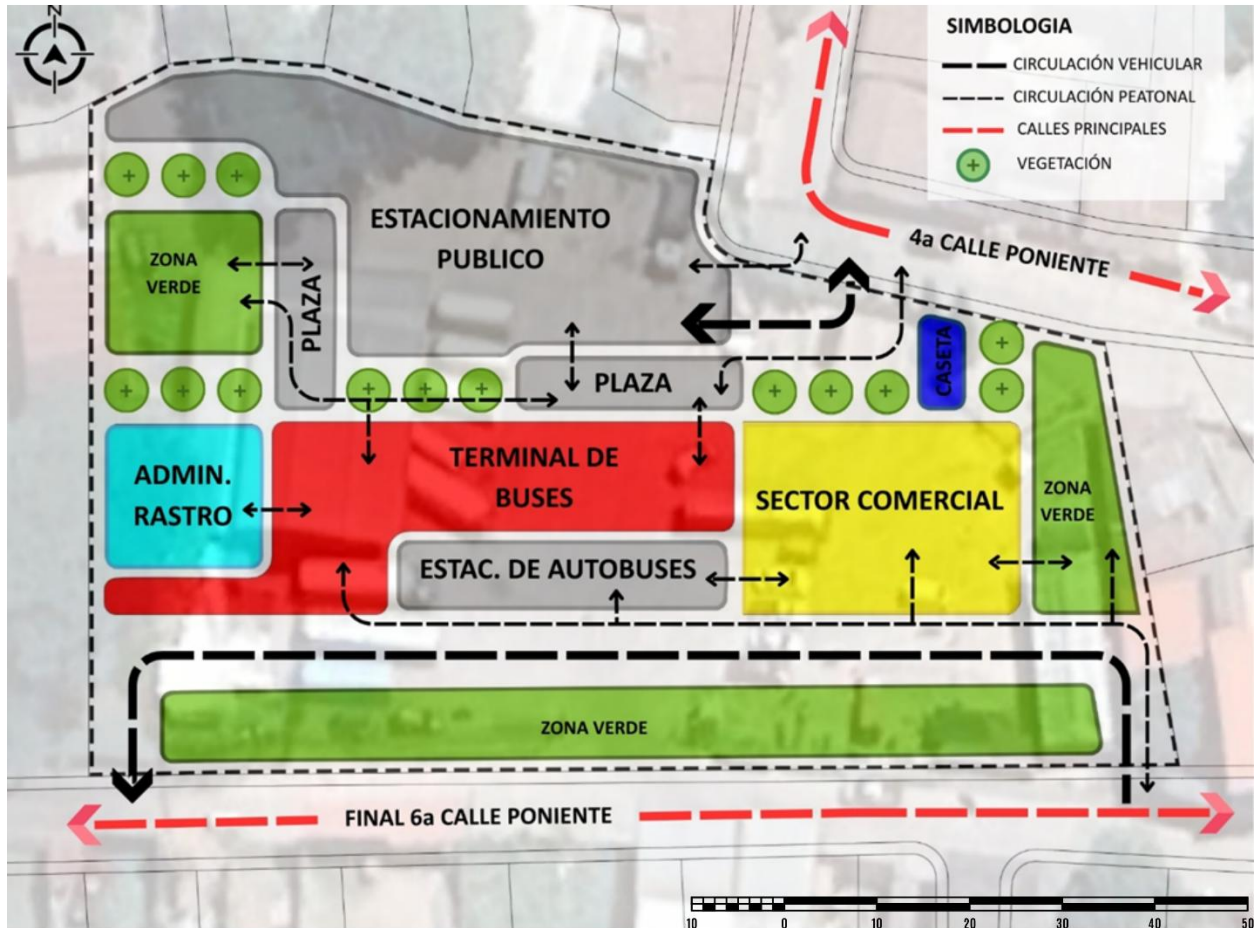 N
SIMBOLOGIA
CIRCULACIÓN VEHICULAR
CIRCULACIÓN PEATONAL
CALLES PRINCIPALES
VEGETACIÓN
ESTACIONAMIENTO
PUBLICO
4a CALLE PONIENTE
ZONA
VERDE
PLAZA
PLAZA
CASETA
ADMIN.
RASTRO
TERMINAL DE
BUSES
SECTOR COMERCIAL
ZONA
VERDE
ESTAC. DE AUTOBUSES
ZONA VERDE
FINAL 6a CALLE PONIENTE
10 0 10 20 30 40 50